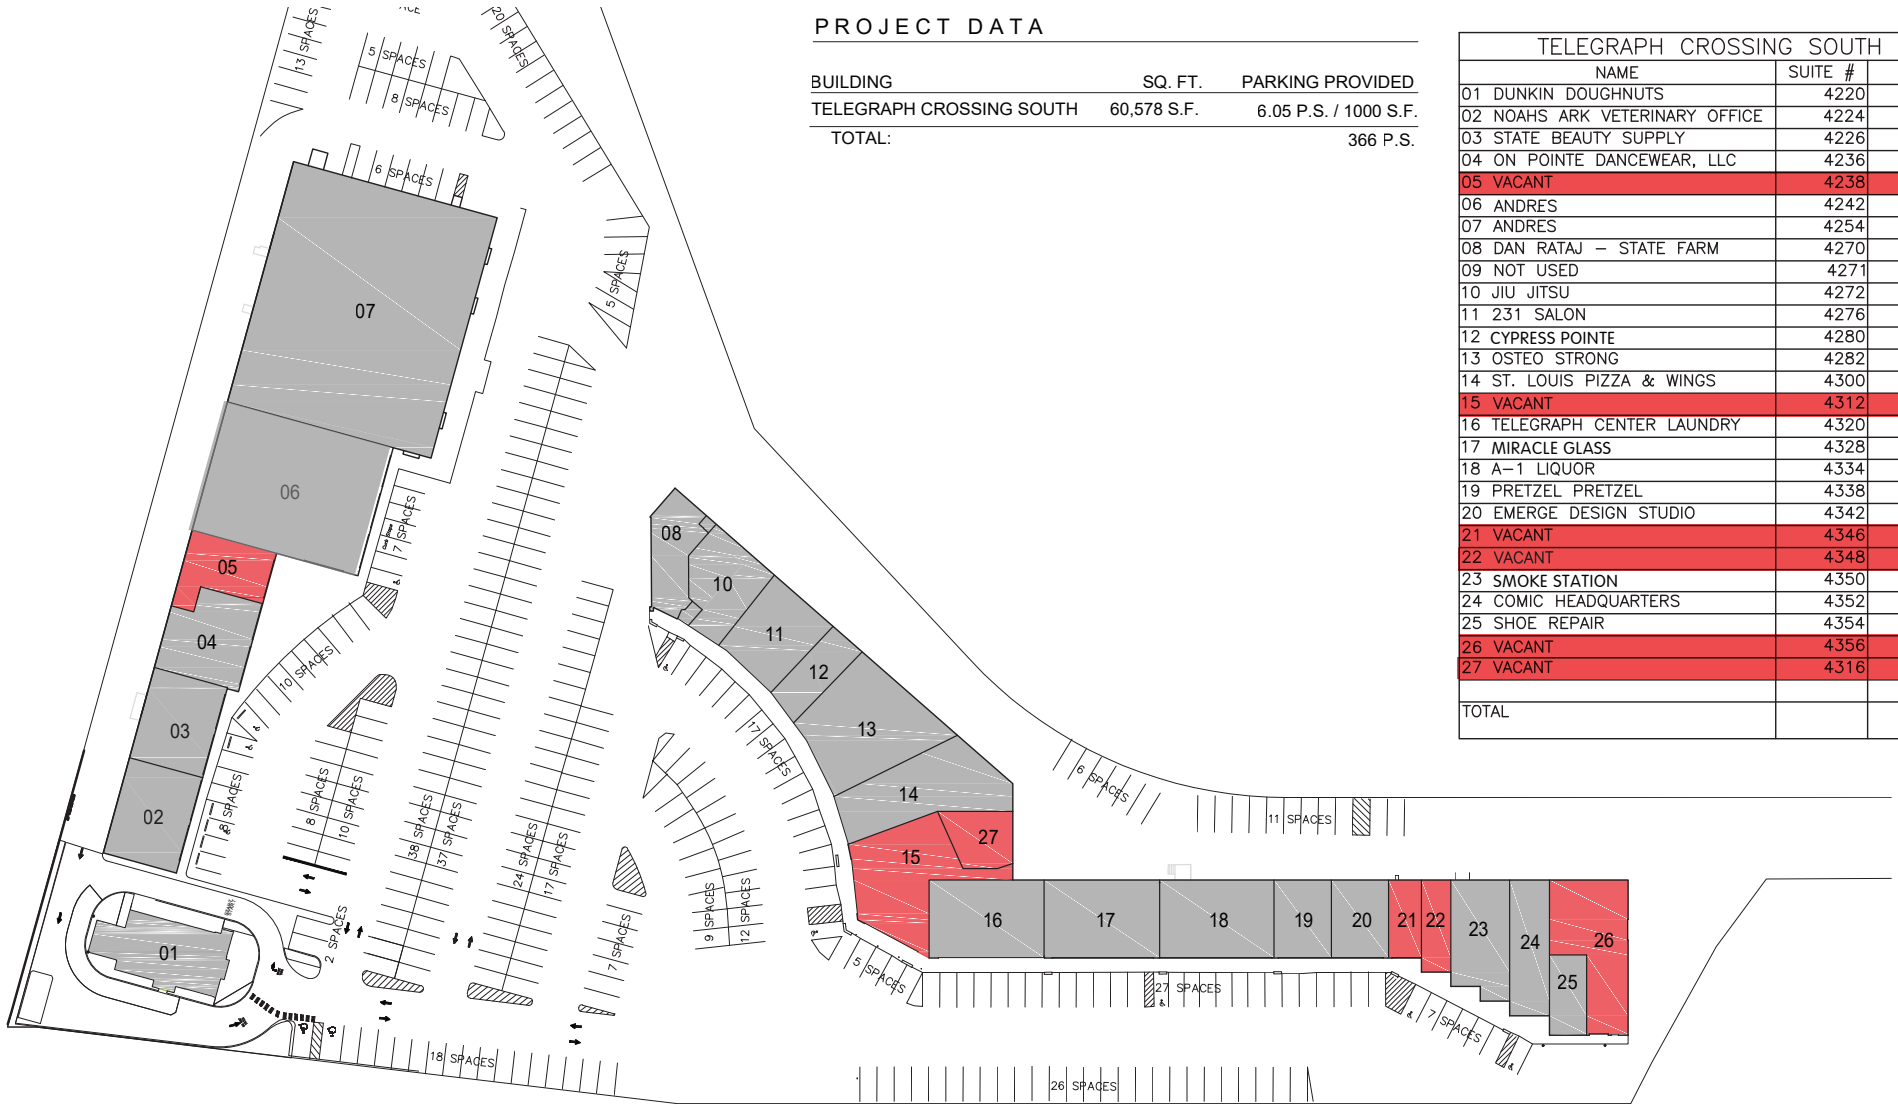 PROJECT DATA
BUILDING SQ. FT. PARKING PROVIDED
TELEGRAPH CROSSING SOUTH 60,578 S.F. 6.05 P.S. / 1000 S.F.
TOTAL: 366 P.S.
TELEGRAPH CROSSING SOUTH
NAME SUITE #
01 DUNKIN DOUGHNUTS 4220
02 NOAHS ARK VETERINARY OFFICE 4224
03 STATE BEAUTY SUPPLY 4226
04 ON POINTE DANCEWEAR, LLC 4236
05 VACANT 4238
06 ANDRES 4242
07 ANDRES 4254
08 DAN RATAJ – STATE FARM 4270
09 NOT USED 4271
10 JIU JITSU 4272
11 231 SALON 4276
12 CYPRESS POINTE 4280
13 OSTEO STRONG 4282
14 ST. LOUIS PIZZA & WINGS 4300
15 VACANT 4312
16 TELEGRAPH CENTER LAUNDRY 4320
17 MIRACLE GLASS 4328
18 A–1 LIQUOR 4334
19 PRETZEL PRETZEL 4338
20 EMERGE DESIGN STUDIO 4342
21 VACANT 4346
22 VACANT 4348
23 SMOKE STATION 4350
24 COMIC HEADQUARTERS 4352
25 SHOE REPAIR 4354
26 VACANT 4356
27 VACANT 4316
TOTAL
13 SPACES
5 SPACES
20 SPACES
8 SPACES
6 SPACES
5 SPACES
07
06
7 SPACES
05
04
03
02
01
10 SPACES
8 SPACES
8 SPACES
10 SPACES
38 SPACES
37 SPACES
24 SPACES
17 SPACES
2 SPACES
7 SPACES
9 SPACES
12 SPACES
17 SPACES
08
10
11
12
13
14
15
27
6 SPACES
11 SPACES
16
17
18
19
20
21
22
23
24
25
26
5 SPACES
27 SPACES
7 SPACES
18 SPACES
26 SPACES